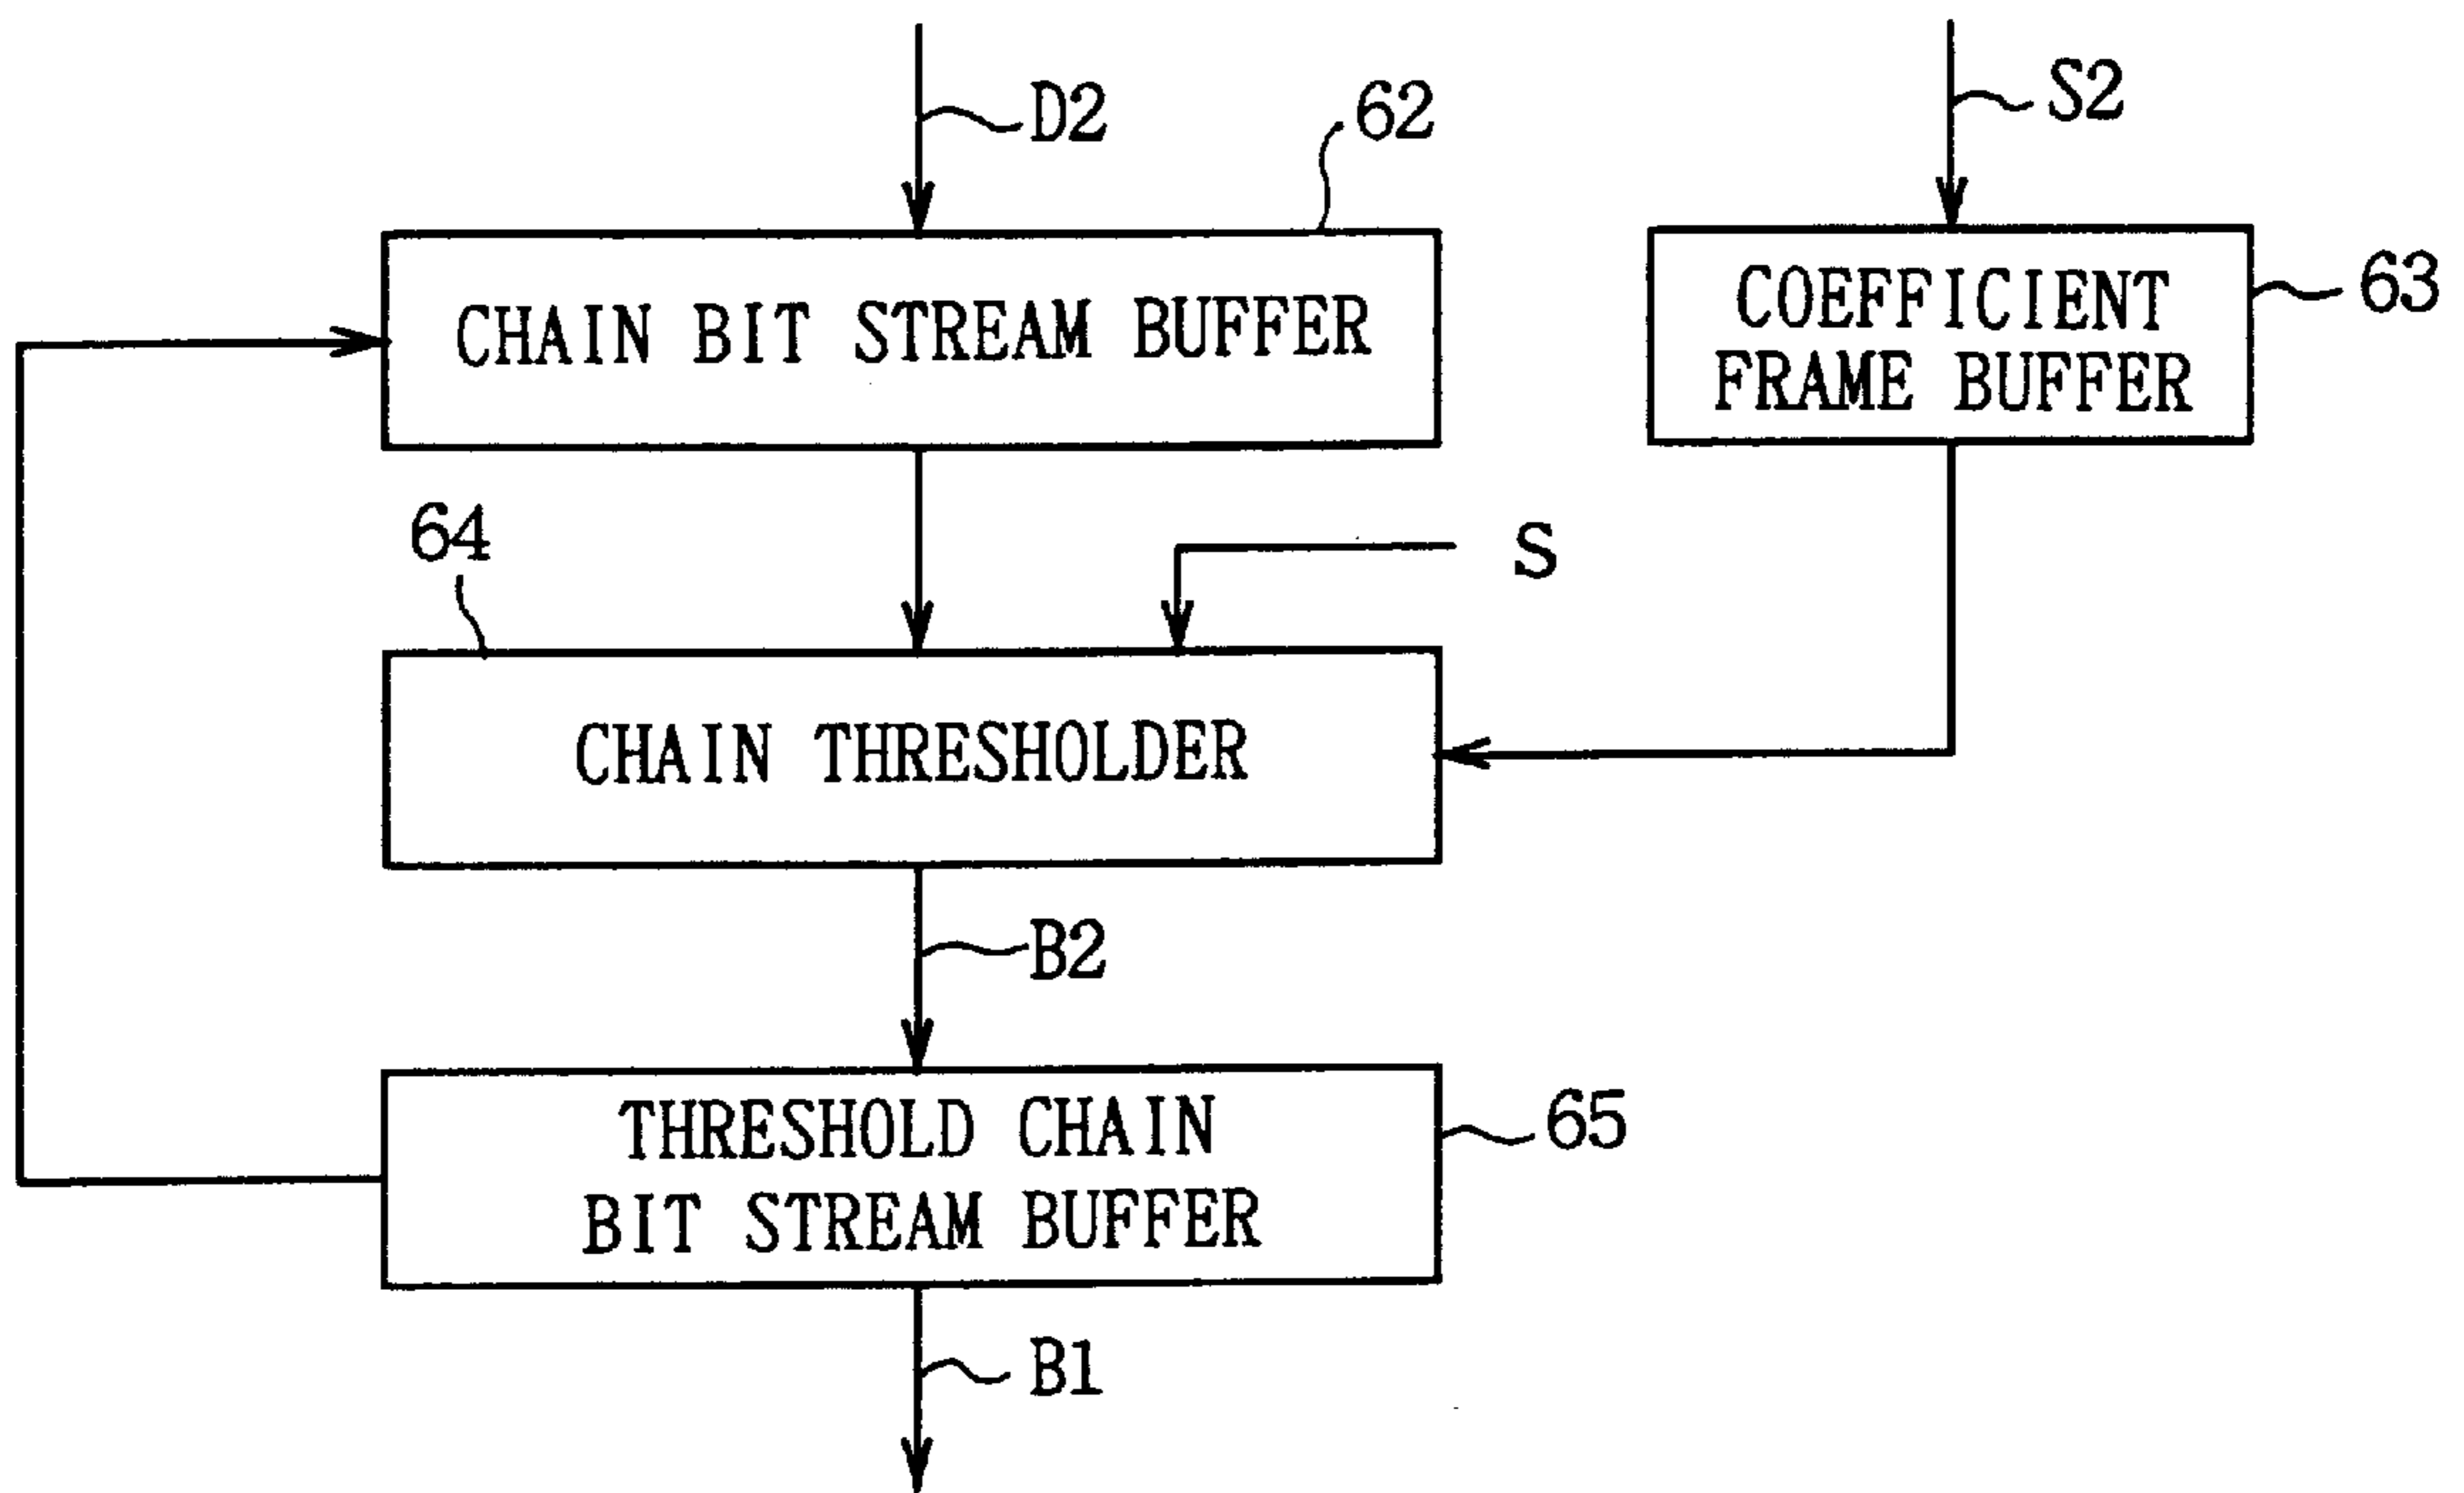 D2
62
S2
CHAIN BIT STREAM BUFFER
COEFFICIENT
FRAME BUFFER
63
64
S
CHAIN THRESHOLDER
B2
THRESHOLD CHAIN
BIT STREAM BUFFER
65
B1